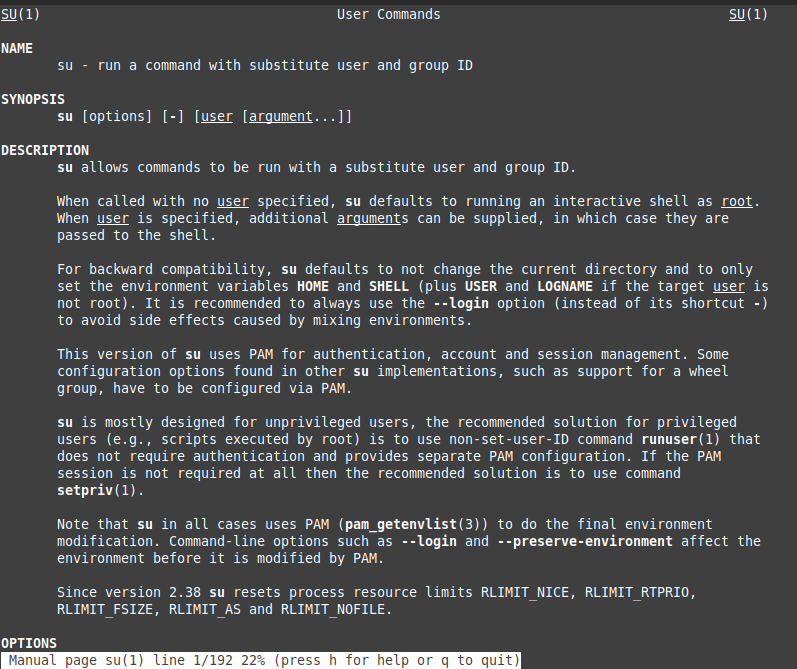 SU(1) User Commands SU(1)
NAME
su - run a command with substitute user and group ID
SYNOPSIS
su [options] [-] [user [argument...]]
DESCRIPTION
su allows commands to be run with a substitute user and group ID.
When called with no user specified, su defaults to running an interactive shell as root.
When user is specified, additional arguments can be supplied, in which case they are
passed to the shell.
For backward compatibility, su defaults to not change the current directory and to only
set the environment variables HOME and SHELL (plus USER and LOGNAME if the target user is
not root). It is recommended to always use the --login option (instead of its shortcut -)
to avoid side effects caused by mixing environments.
This version of su uses PAM for authentication, account and session management. Some
configuration options found in other su implementations, such as support for a wheel
group, have to be configured via PAM.
su is mostly designed for unprivileged users, the recommended solution for privileged
users (e.g., scripts executed by root) is to use non-set-user-ID command runuser(1) that
does not require authentication and provides separate PAM configuration. If the PAM
session is not required at all then the recommended solution is to use command
setpriv(1).
Note that su in all cases uses PAM (pam_getenvlist(3)) to do the final environment
modification. Command-line options such as --login and --preserve-environment affect the
environment before it is modified by PAM.
Since version 2.38 su resets process resource limits RLIMIT_NICE, RLIMIT_RTPRIO,
RLIMIT_FSIZE, RLIMIT_AS and RLIMIT_NOFILE.
OPTIONS
Manual page su(1) line 1/192 22% (press h for help or q to quit)